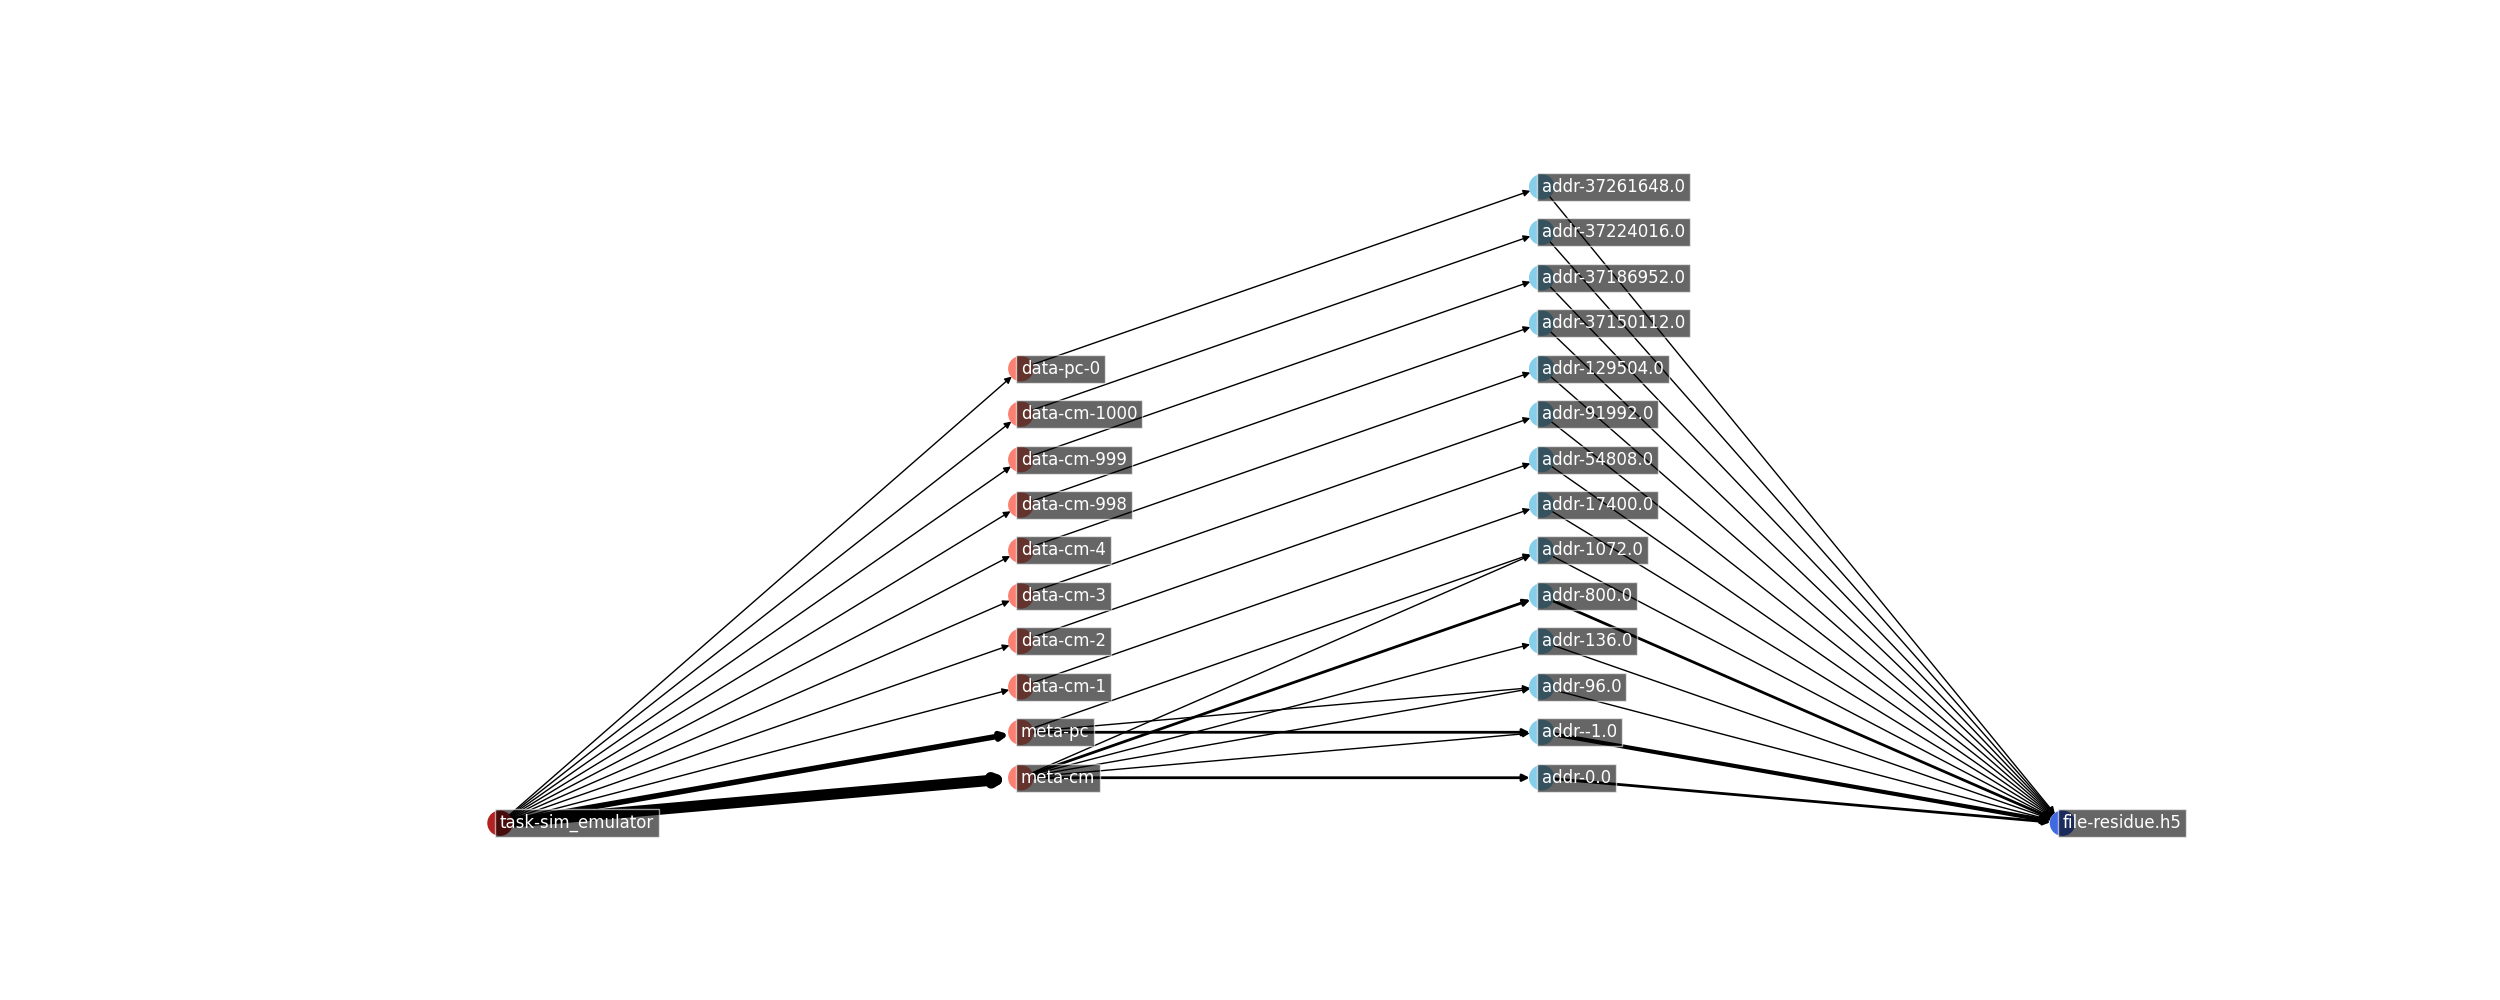 addr-37261648.0
addr-37224016.0
addr-37186952.0
addr-37150112.0
data-pc-0
addr-129504.0
data-cm-1000
addr-91992.0
data-cm-999
addr-54808.0
data-cm-998
addr-17400.0
data-cm-4
addr-1072.0
data-cm-3
addr-800.0
data-cm-2
addr-136.0
data-cm-1
addr-96.0
meta-pc
addr--1.0
meta-cm
addr-0.0
task-sim_emulator
file-residue.h5